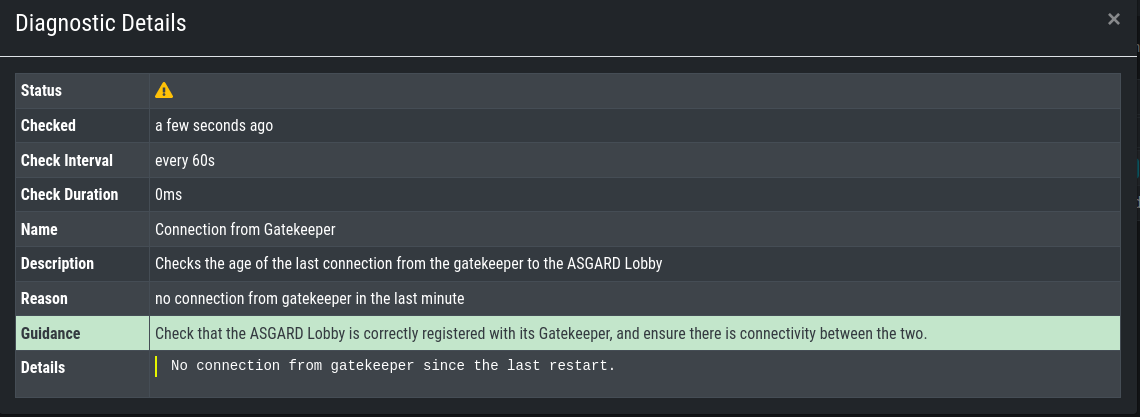 Diagnostic Details
×
Status
Checked a few seconds ago
Check Interval every 60s
Check Duration 0ms
Name Connection from Gatekeeper
Description Checks the age of the last connection from the gatekeeper to the ASGARD Lobby
Reason no connection from gatekeeper in the last minute
Guidance Check that the ASGARD Lobby is correctly registered with its Gatekeeper, and ensure there is connectivity between the two.
Details No connection from gatekeeper since the last restart.